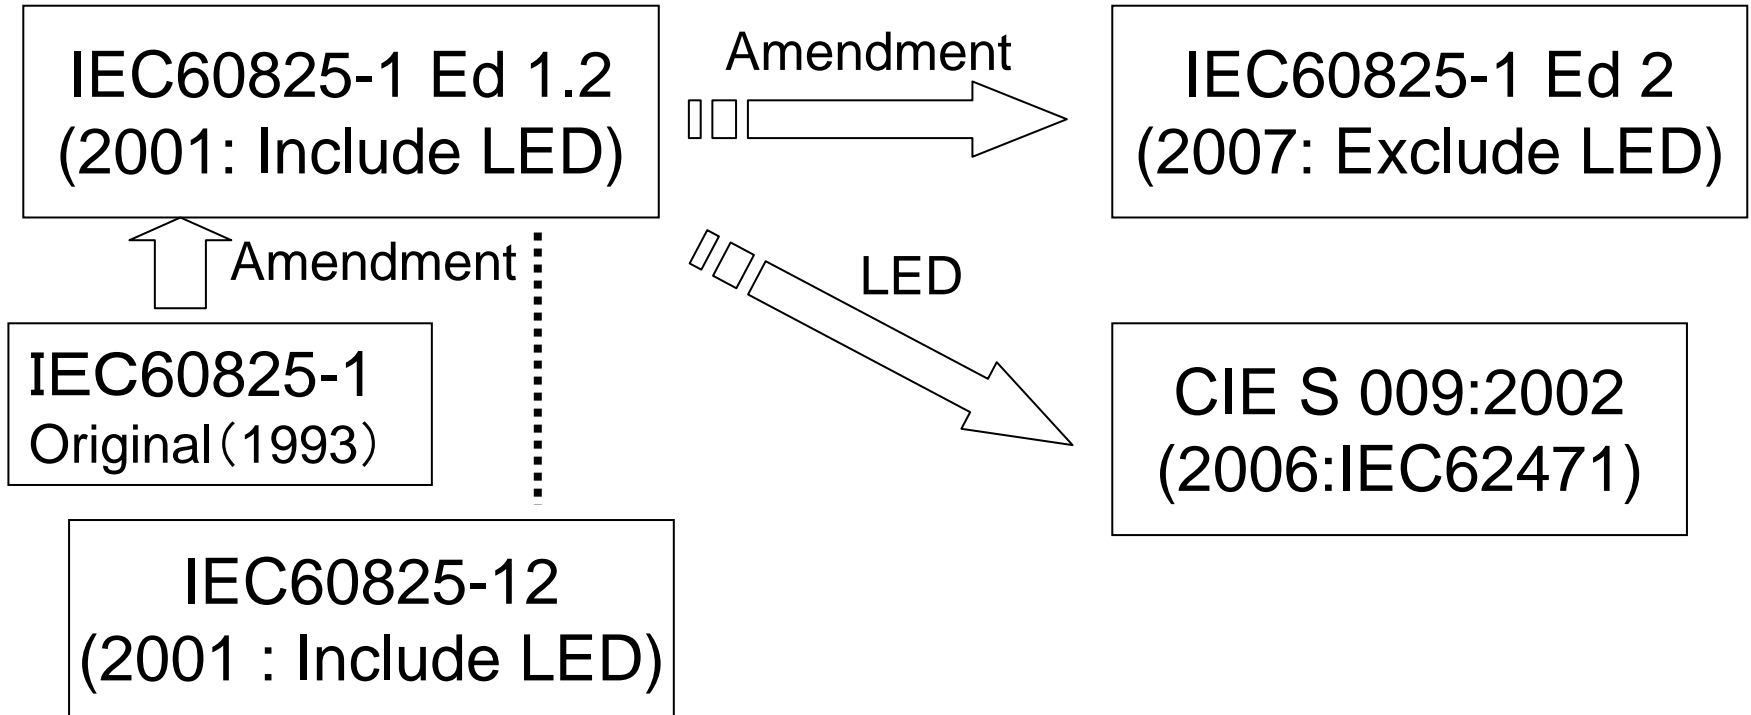 IEC60825-1 Ed 1.2
(2001: Include LED)
Amendment
IEC60825-1 Ed 2
(2007: Exclude LED)
Amendment
LED
IEC60825-1
Original（1993）
CIE S 009:2002
(2006:IEC62471)
IEC60825-12
(2001 : Include LED)